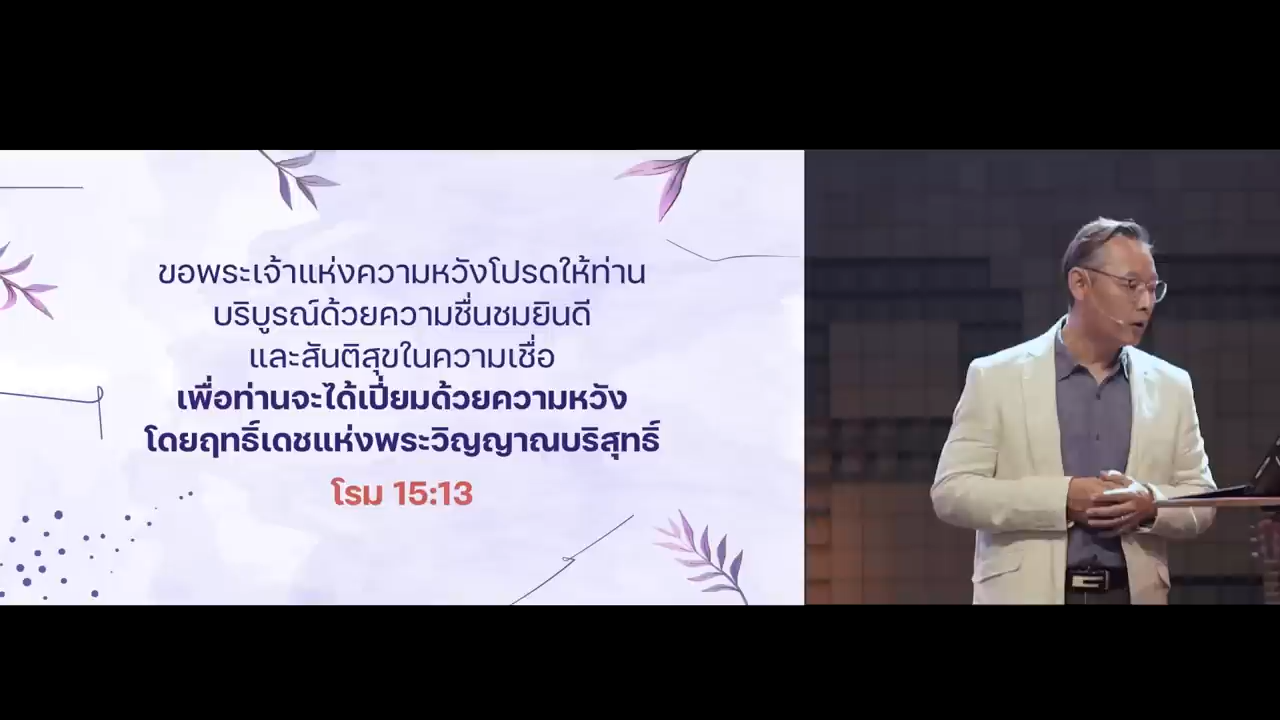 ขอพระเจ้าแห่งความหวังโปรดให้ท่าน
บริบูรณ์ด้วยความชื่นชมยินดี
และสันติสุขในความเชื่อ
เพื่อท่านจะได้เปี่ยมด้วยความหวัง
โดยฤทธิ์เดชแห่งพระวิญญาณบริสุทธิ์
โรม 15:13